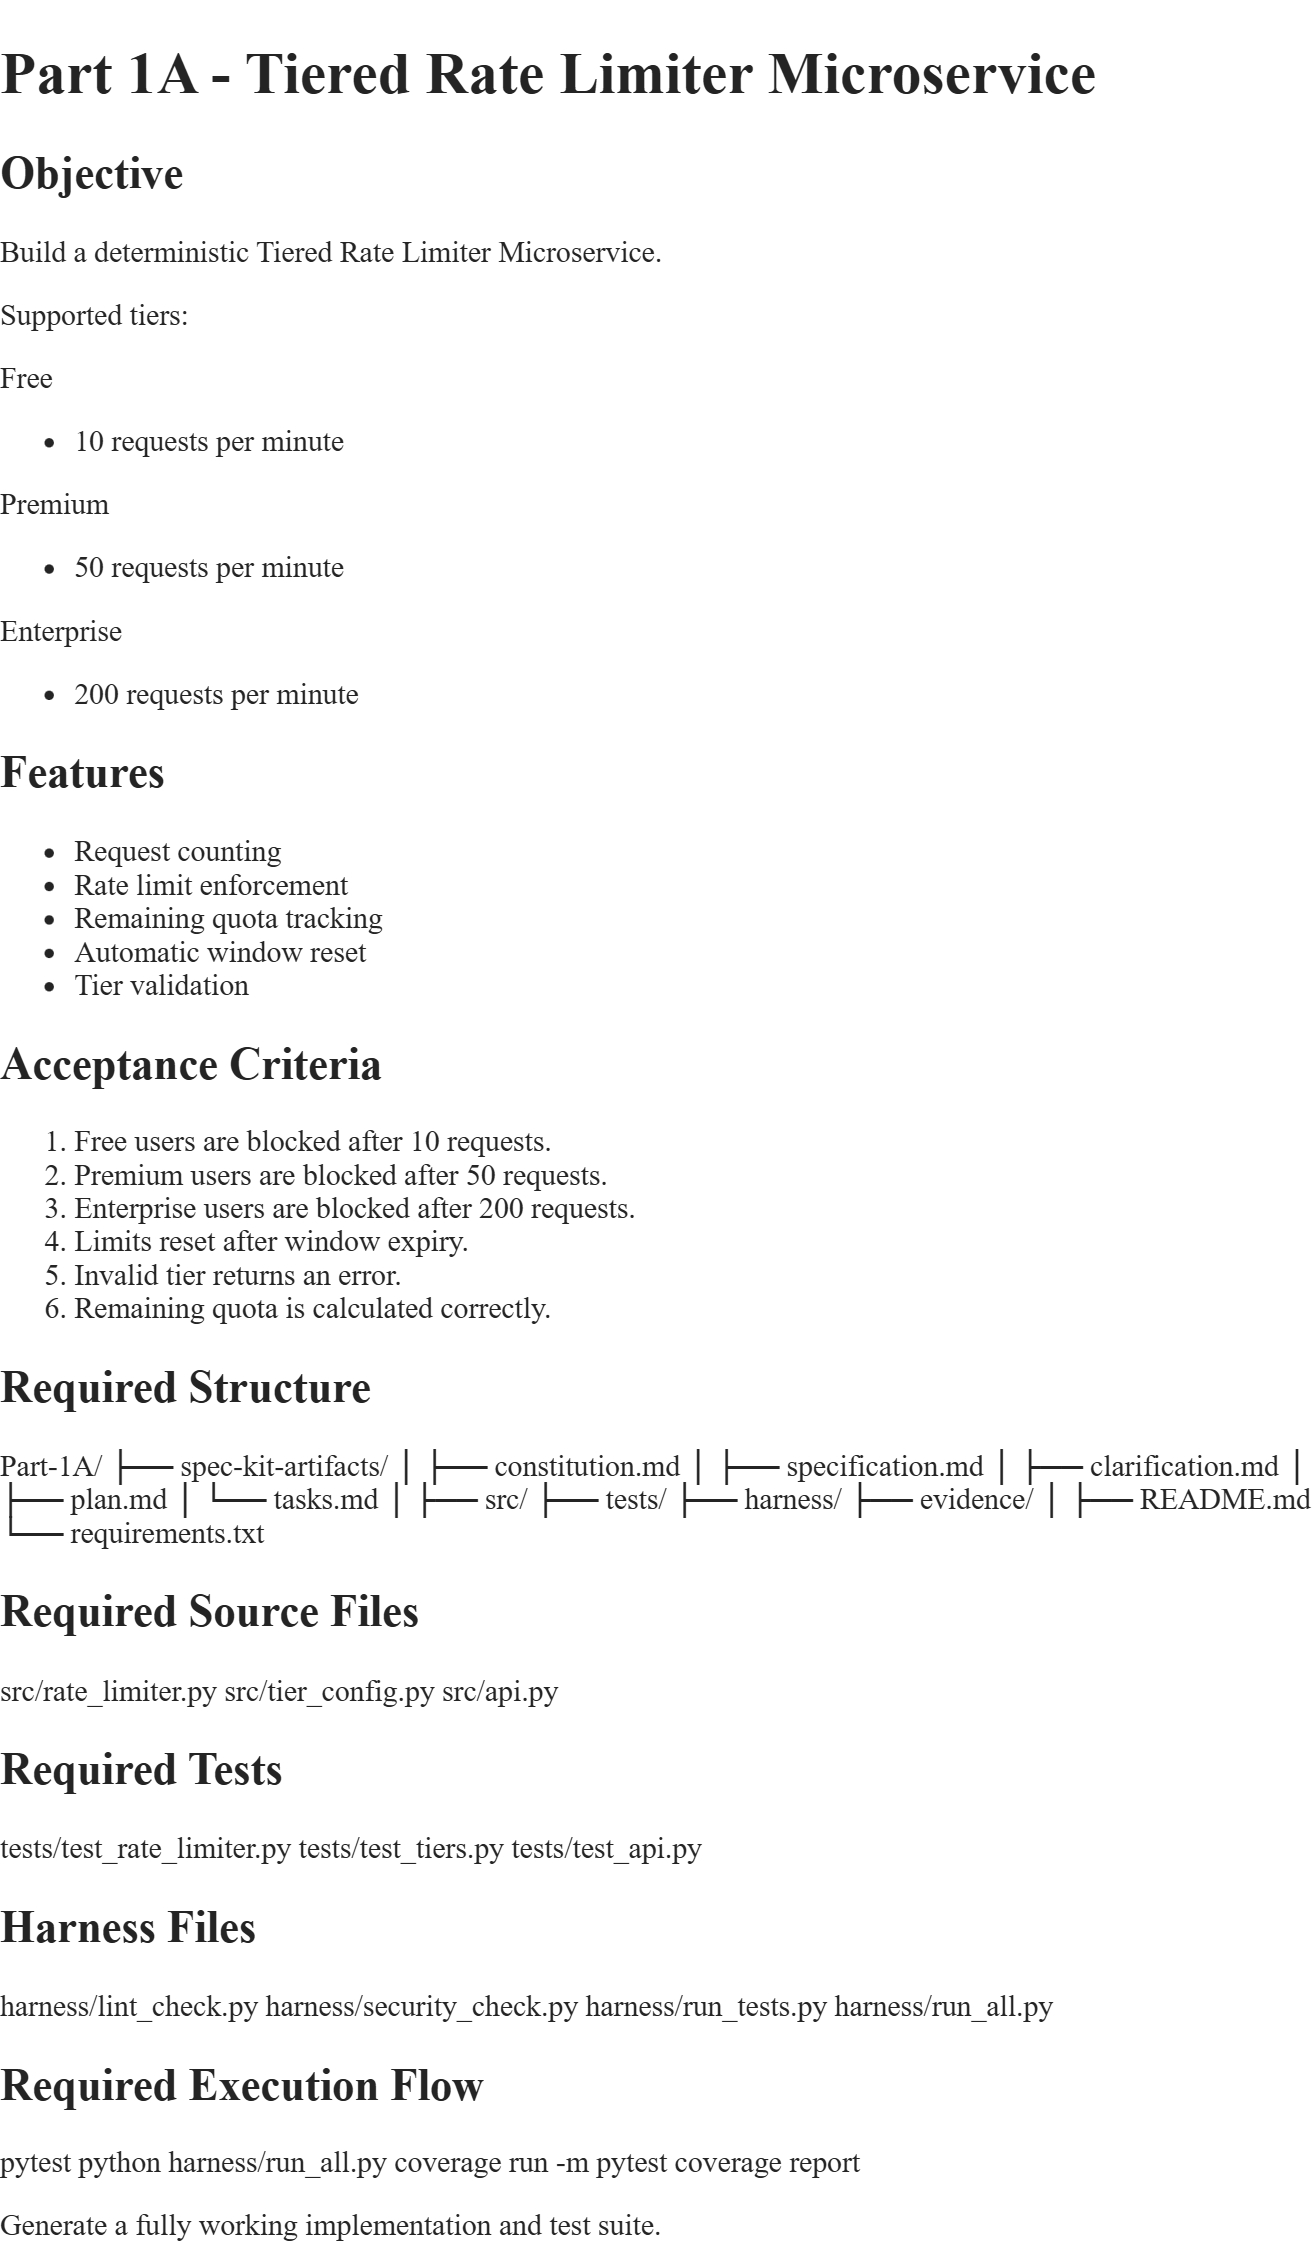 Part 1A - Tiered Rate Limiter Microservice
Objective
Build a deterministic Tiered Rate Limiter Microservice.
Supported tiers:
Free
• 10 requests per minute
Premium
• 50 requests per minute
Enterprise
• 200 requests per minute
Features
• Request counting
• Rate limit enforcement
• Remaining quota tracking
• Automatic window reset
• Tier validation
Acceptance Criteria
1. Free users are blocked after 10 requests.
2. Premium users are blocked after 50 requests.
3. Enterprise users are blocked after 200 requests.
4. Limits reset after window expiry.
5. Invalid tier returns an error.
6. Remaining quota is calculated correctly.
Required Structure
Part-1A/ ├── spec-kit-artifacts/ │ ├── constitution.md │ ├── specification.md │ ├── clarification.md │
├── plan.md │ └── tasks.md │ ├── src/ ├── tests/ ├── harness/ ├── evidence/ │ ├── README.md
└── requirements.txt
Required Source Files
src/rate_limiter.py src/tier_config.py src/api.py
Required Tests
tests/test_rate_limiter.py tests/test_tiers.py tests/test_api.py
Harness Files
harness/lint_check.py harness/security_check.py harness/run_tests.py harness/run_all.py
Required Execution Flow
pytest python harness/run_all.py coverage run -m pytest coverage report
Generate a fully working implementation and test suite.